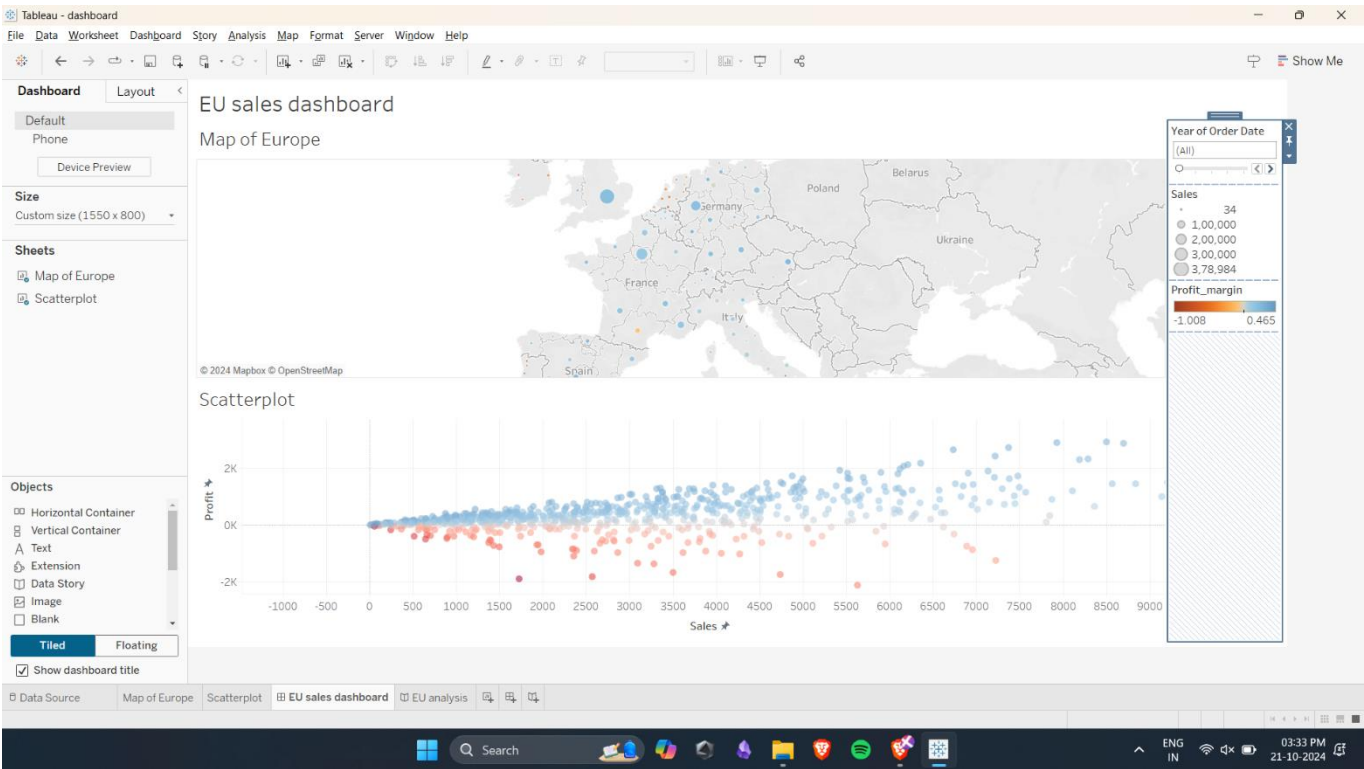 Tableau - dashboard
File Data Worksheet Dashboard Story Analysis Map Format Server Window Help
Show Me
Dashboard Layout
Default
Phone
Device Preview
Size
Custom size (1550 x 800)
Sheets
Map of Europe
Scatterplot
Objects
Horizontal Container
Vertical Container
Text
Extension
Data Story
Image
Blank
Tiled Floating
Show dashboard title
EU sales dashboard
Map of Europe
Belarus
Poland
Germany
Ukraine
France
Italy
Spain
© 2024 Mapbox © OpenStreetMap
Scatterplot
Profit
2K
0K
-2K
-1000 -500 0 500 1000 1500 2000 2500 3000 3500 4000 4500 5000 5500 6000 6500 7000 7500 8000 8500 9000
Sales
Year of Order Date
(All)
Sales
34
1,00,000
2,00,000
3,00,000
3,78,984
Profit_margin
-1.008 0.465
Data Source Map of Europe Scatterplot EU sales dashboard EU analysis
Search
ENG
IN
03:33 PM
21-10-2024